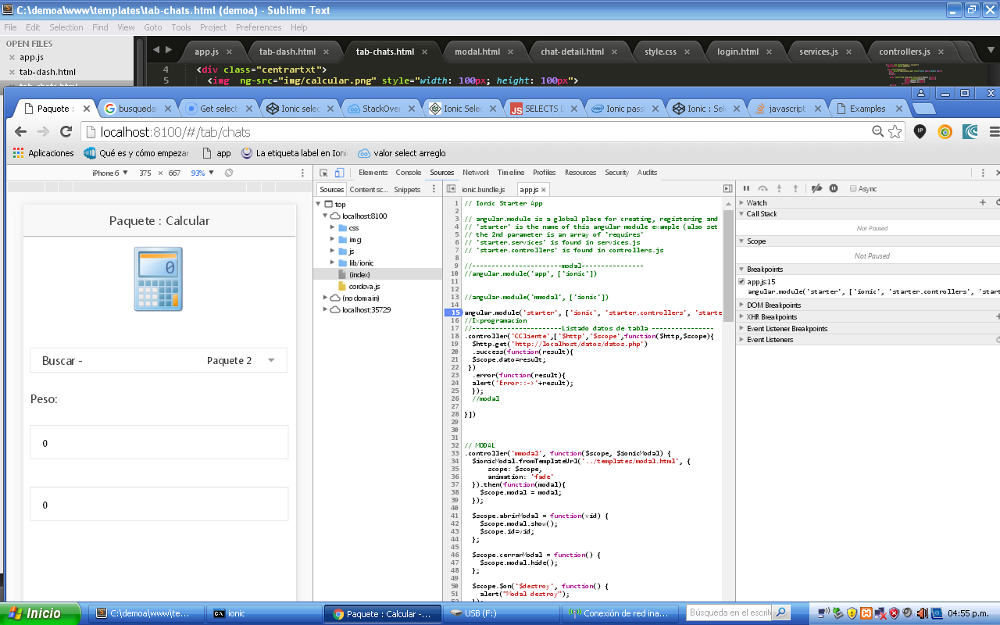 C:\demoa\www\templates\tab-chats.html (demoa) - Sublime Text
File Edit Selection Find View Goto Tools Project Preferences Help
OPEN FILES
× app.js
× tab-dash.html
× tab-chats.html
app.js × tab-dash.html × tab-chats.html × modal.html × chat-detail.html × style.css × login.html × services.js × controllers.js ×
4 <div class="centrartxt">
5 <img ng-src="img/calcular.png" style="width: 100px; height: 100px">
Paquete : × busqueda- × Get select × Ionic selec × StackOver × Ionic Selec × SELECTS D × Ionic pass × Ionic : Sel × javascript × Examples ×
localhost:8100/#/tab/chats
IP
Aplicaciones Qué es y cómo empezar app La etiqueta label en Ioni valor select arreglo
iPhone 6 ▼ 375 × 667 93% ▼
Elements Console Sources Network Timeline Profiles Resources Security Audits
Sources Content sc... Snippets
ionic.bundle.js app.js ×
Async
top
localhost:8100
css
img
js
lib/ionic
(index)
cordova.js
(no domain)
localhost:35729
Paquete : Calcular
0
Buscar - Paquete 2
Peso:
0
0
1 // Ionic Starter App
2
3 // angular.module is a global place for creating, registering and
4 // 'starter' is the name of this angular module example (also set
5 // the 2nd parameter is an array of 'requires'
6 // 'starter.services' is found in services.js
7 // 'starter.controllers' is found in controllers.js
8
9 //---------------------modal---------------
10 //angular.module('app', ['ionic'])
11
12
13 //angular.module('mmodal', ['ionic'])
14
15 angular.module('starter', ['ionic', 'starter.controllers', 'starte
16 //Ixprogramacion
17 //---------------------Listado datos de tabla ---------------
18 .controller('CCliente',['$http','$scope',function($http,$scope){
19 $http.get('http://localhost/datos/datos.php')
20 .success(function(result){
21 $scope.dato=result;
22 })
23 .error(function(result){
24 alert('Error::->'+result);
25 });
26 //modal
27
28 }])
29
30
31
32 // MODAL
33 .controller('mmodal', function($scope, $ionicModal) {
34 $ionicModal.fromTemplateUrl('../templates/modal.html', {
35 scope: $scope,
36 animation: 'fade'
37 }).then(function(modal){
38 $scope.modal = modal;
39 });
40
41 $scope.abrirModal = function(vid) {
42 $scope.modal.show();
43 $scope.id=vid;
44 };
45
46 $scope.cerrarModal = function() {
47 $scope.modal.hide();
48 };
49
50 $scope.$on('$destroy', function() {
51 alert("Modal destroy");
Watch
Call Stack
Not Paused
Scope
Not Paused
Breakpoints
app.js:15
angular.module('starter', ['ionic', 'starter.controllers', 'starte
DOM Breakpoints
XHR Breakpoints
Event Listener Breakpoints
Event Listeners
Inicio C:\demoa\www\te... ionic Paquete : Calcular -... USB (F:) Conexión de red ina... Búsqueda en el escrito 04:55 p.m.